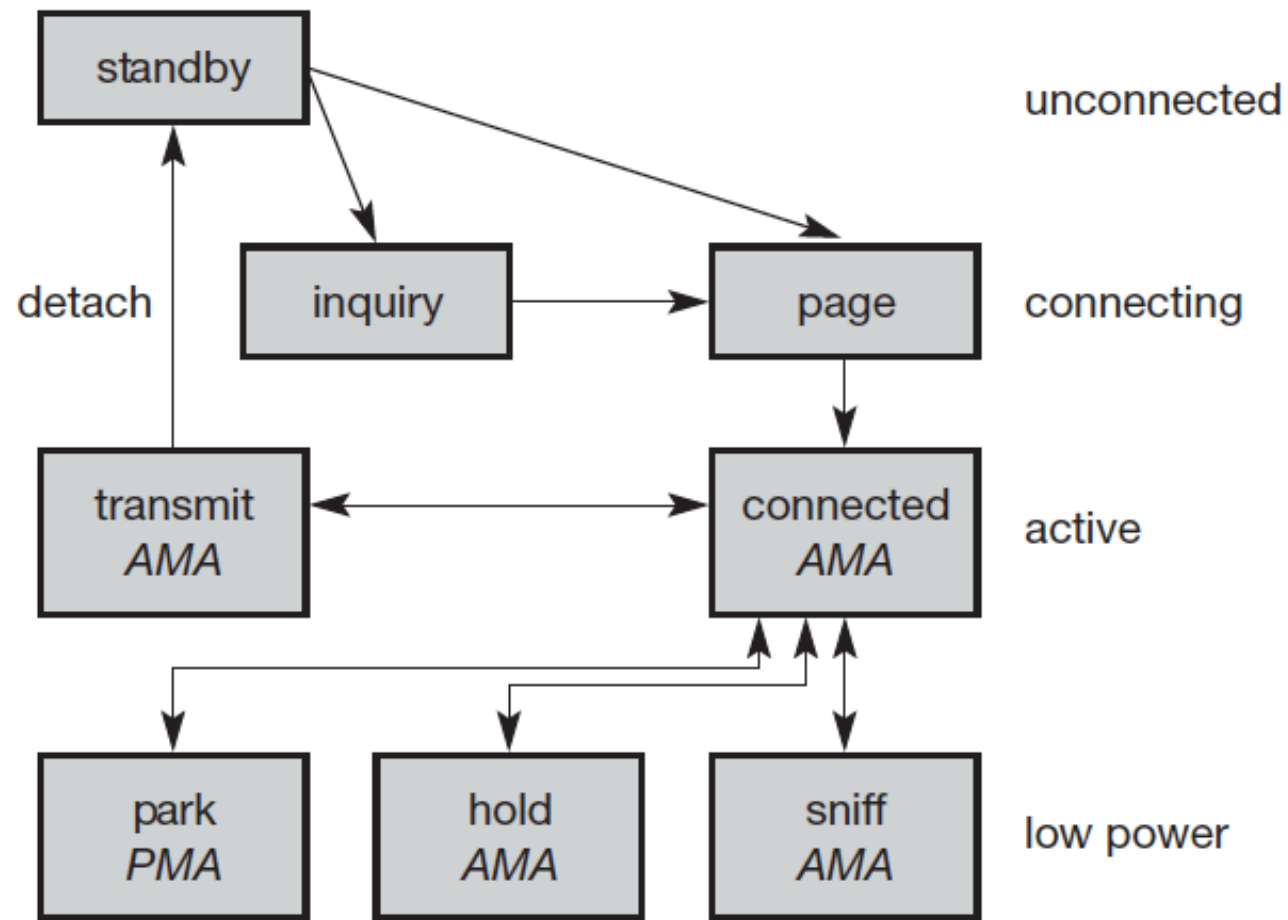 standby
unconnected
detach
inquiry
page
connecting
transmit
AMA
connected
AMA
active
park
PMA
hold
AMA
sniff
AMA
low power